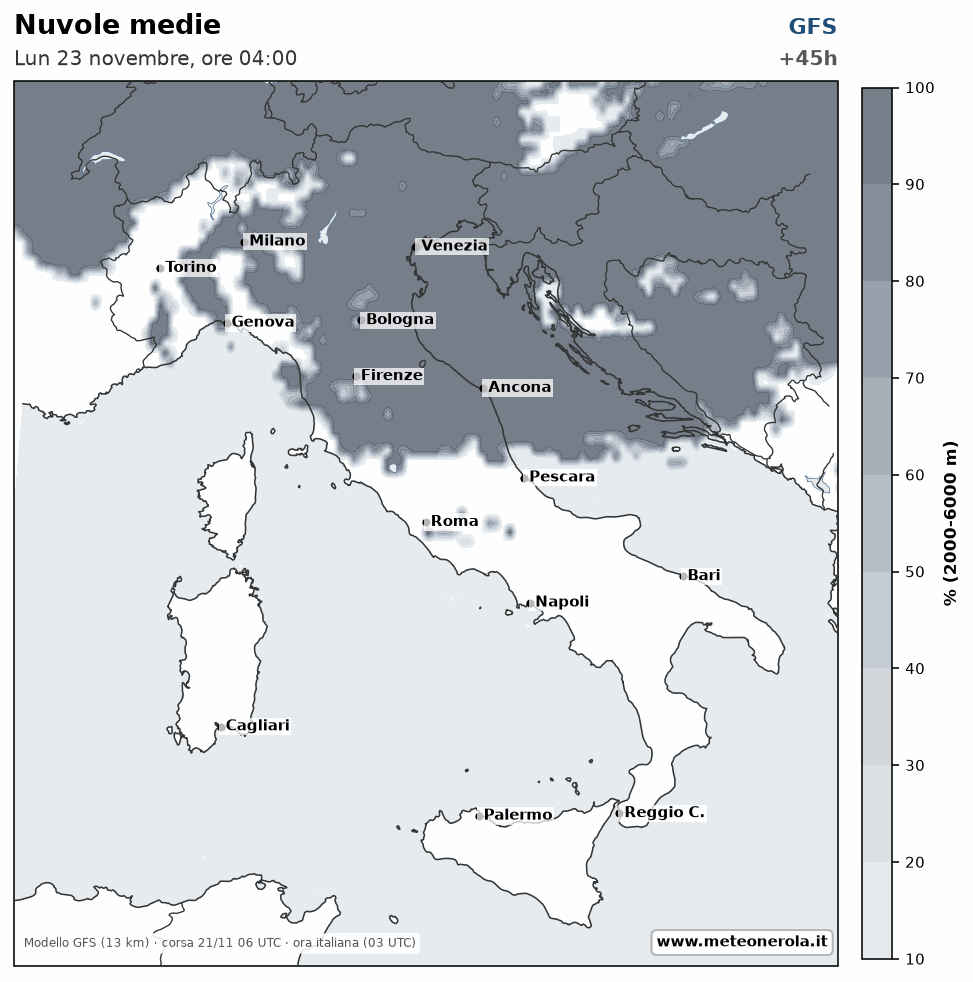 Nuvole medie
GFS
Lun 23 novembre, ore 04:00
+45h
100
90
80
70
60
50
40
30
20
10
% (2000-6000 m)
Milano
Venezia
Torino
Genova
Bologna
Firenze
Ancona
Pescara
Roma
Bari
Napoli
Cagliari
Palermo
Reggio C.
Modello GFS (13 km) · corsa 21/11 06 UTC · ora italiana (03 UTC)
www.meteonerola.it